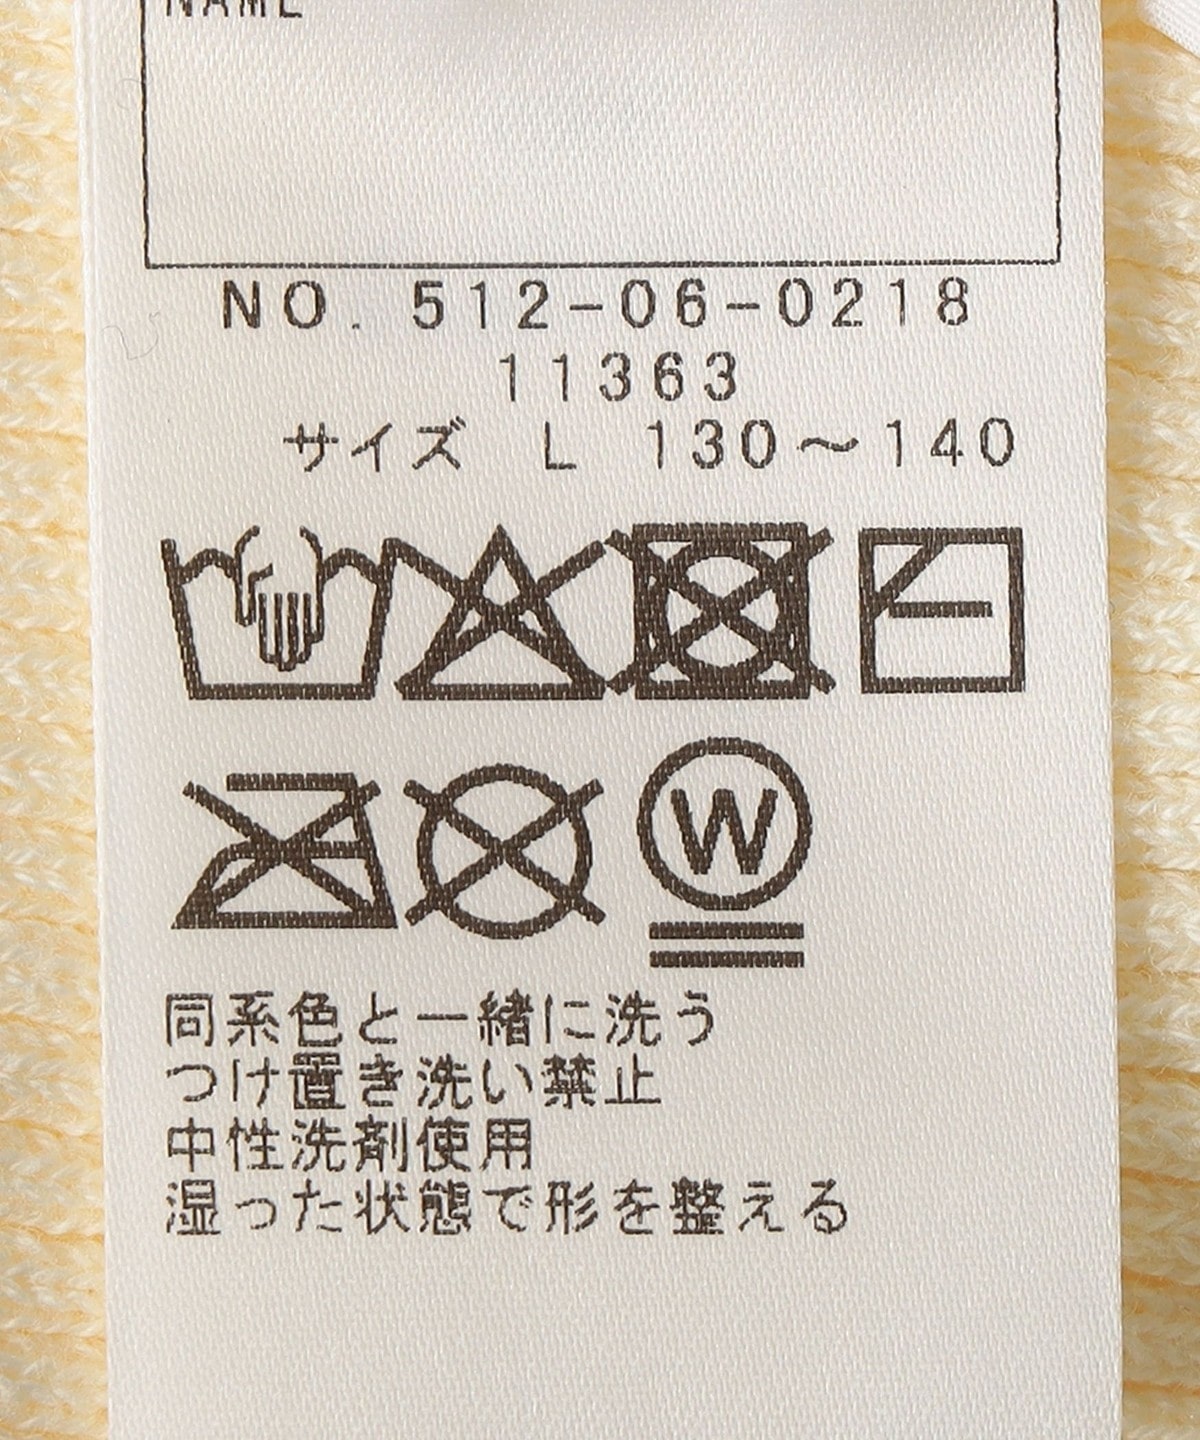 NAME
NO. 512-06-0218
11363
サイズ L 130～140
W
同系色と一緒に洗う
つけ置き洗い禁止
中性洗剤使用
湿った状態で形を整える